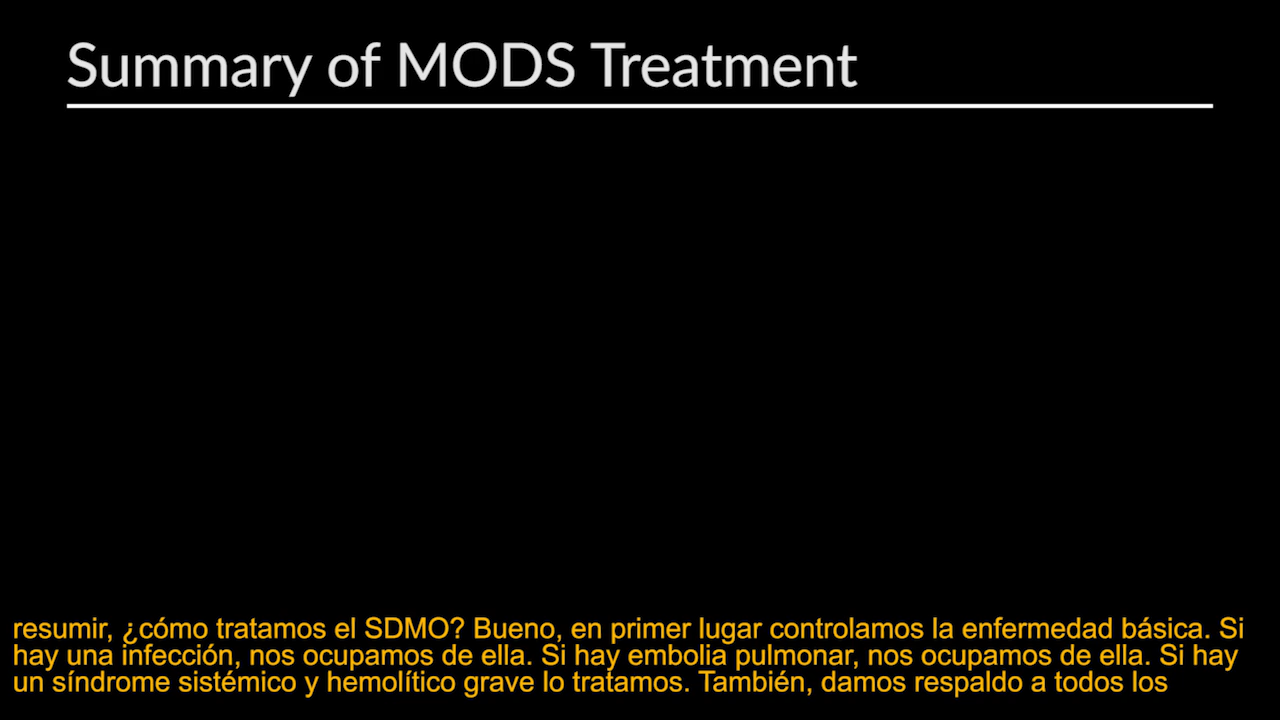 Summary of MODS Treatment
resumir, ¿cómo tratamos el SDMO? Bueno, en primer lugar controlamos la enfermedad básica. Si
hay una infección, nos ocupamos de ella. Si hay embolia pulmonar, nos ocupamos de ella. Si hay
un síndrome sistémico y hemolítico grave lo tratamos. También, damos respaldo a todos los